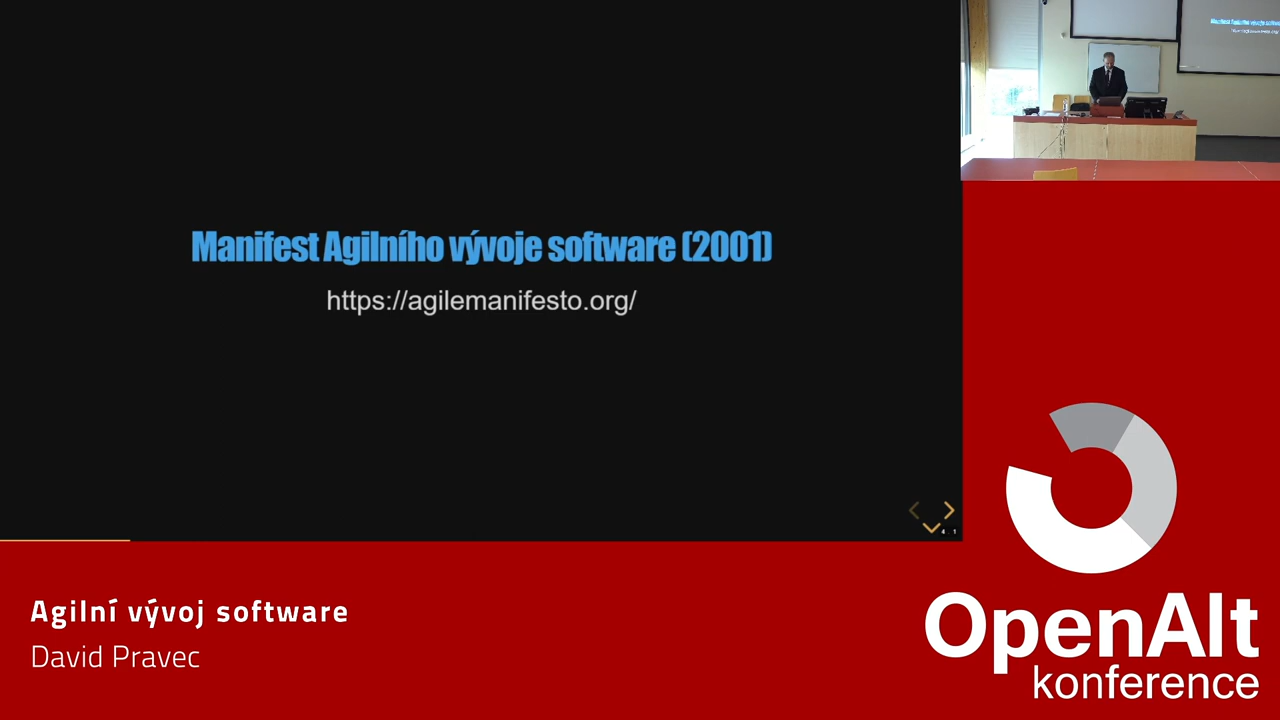 Manifest Agilního vývoje software (2001)
https://agilemanifesto.org/
Agilní vývoj software
David Pravec
OpenAlt
konference